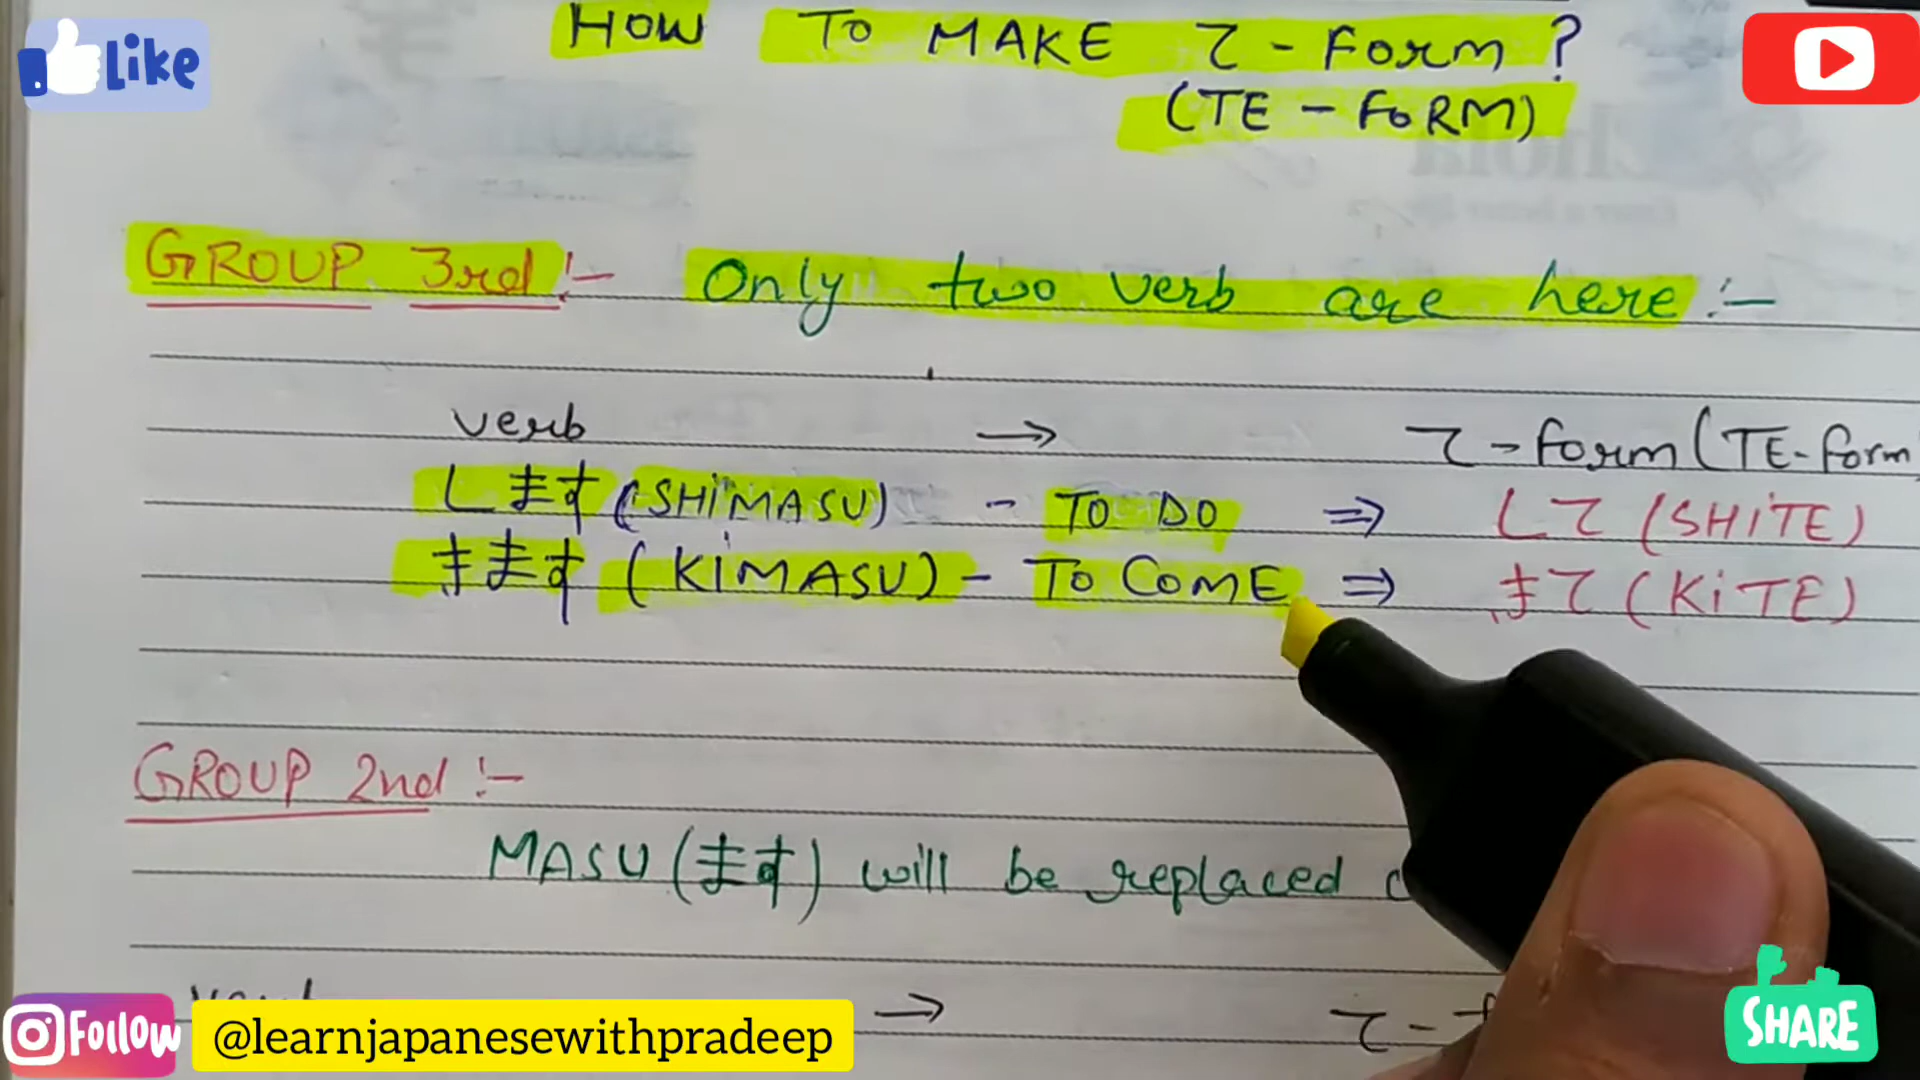 Like
HOW TO MAKE て - FORM ?
(TE - FORM)
GROUP 3rd :- Only two verb are here :-
verb → て - form (TE-form
します (SHIMASU) - TO DO ⇒ して (SHITE)
きます (KIMASU) - TO COME ⇒ きて (KITE)
GROUP 2nd :-
MASU (ます) will be replaced
verb → て -
Follow @learnjapanesewithpradeep
SHARE